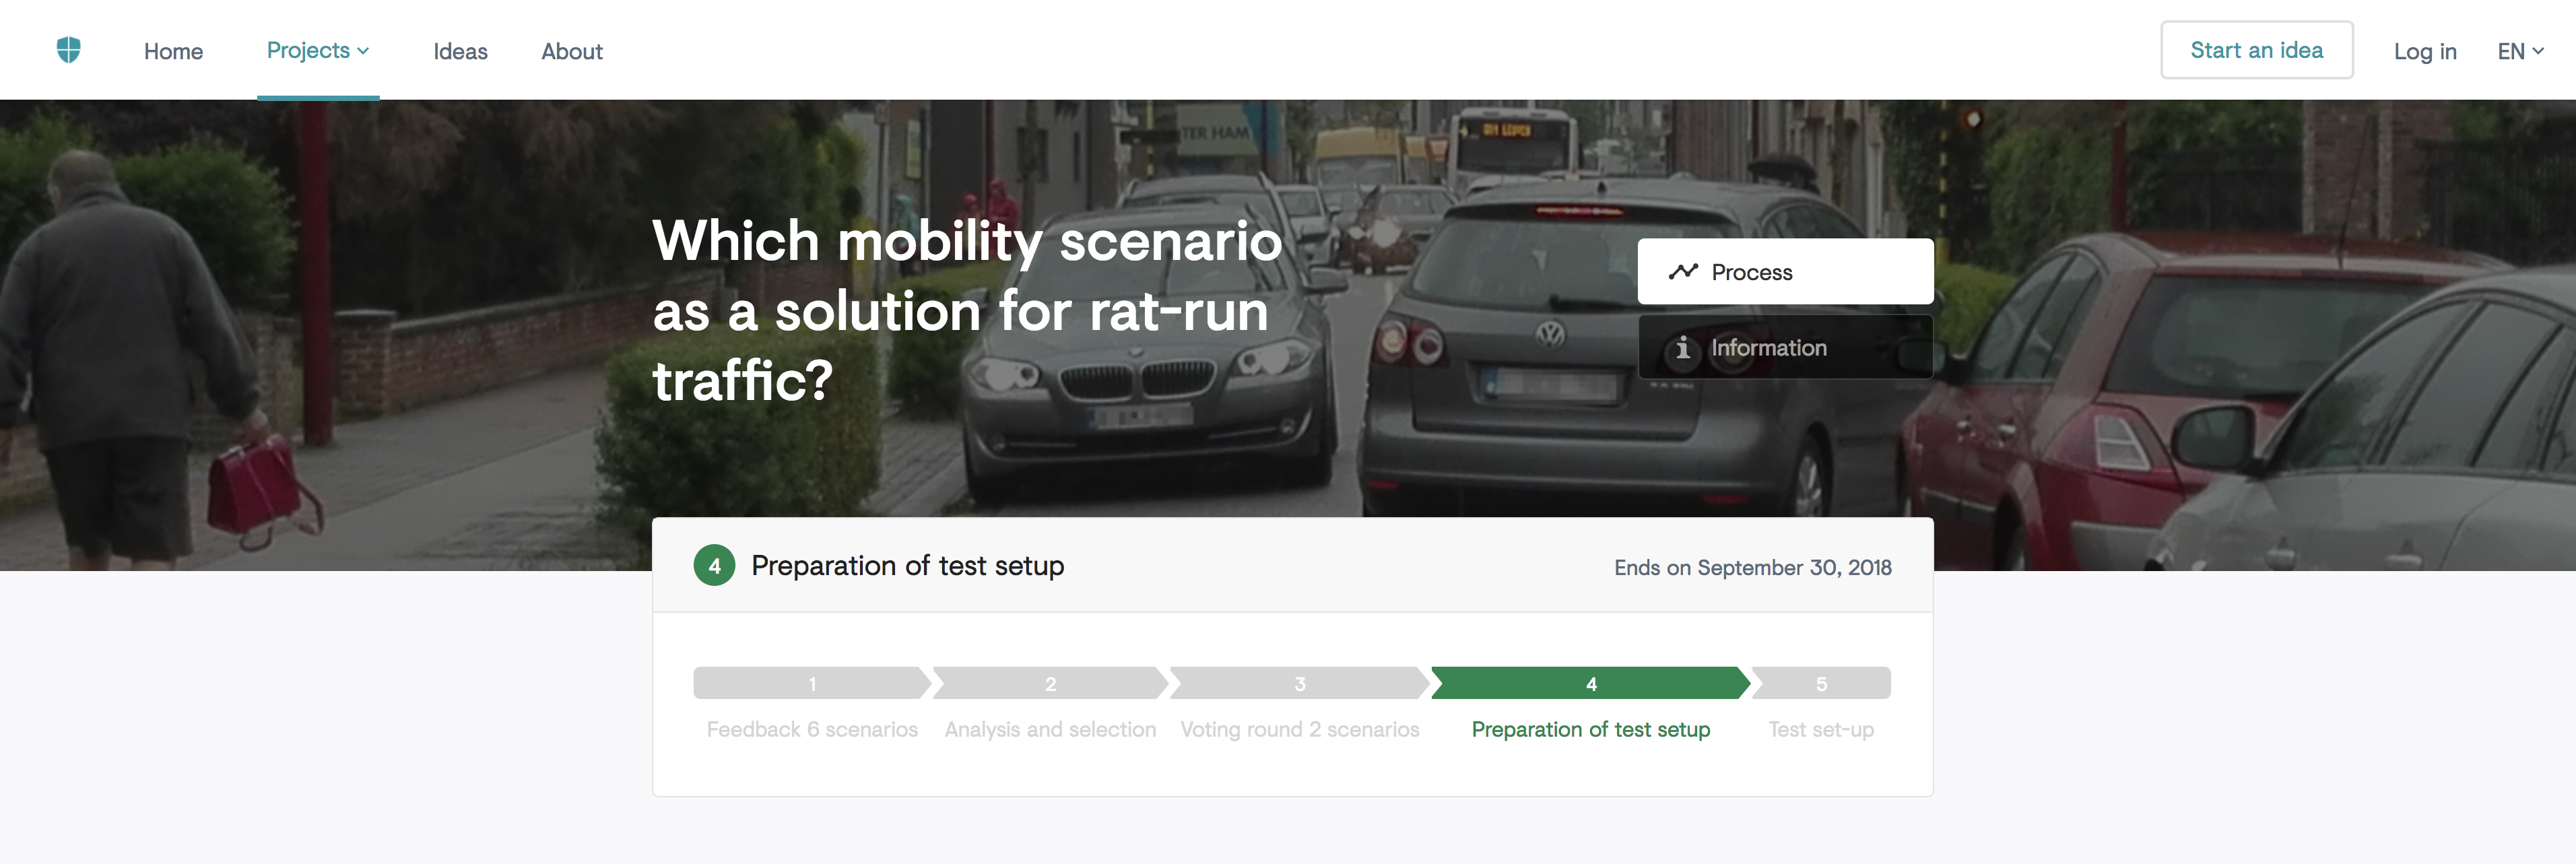 Home
Projects
Ideas
About
Start an idea
Log in
EN
TER HAM
Which mobility scenario
as a solution for rat-run
traffic?
Process
Information
4 Preparation of test setup
Ends on September 30, 2018
1
2
3
4
5
Feedback 6 scenarios
Analysis and selection
Voting round 2 scenarios
Preparation of test setup
Test set-up